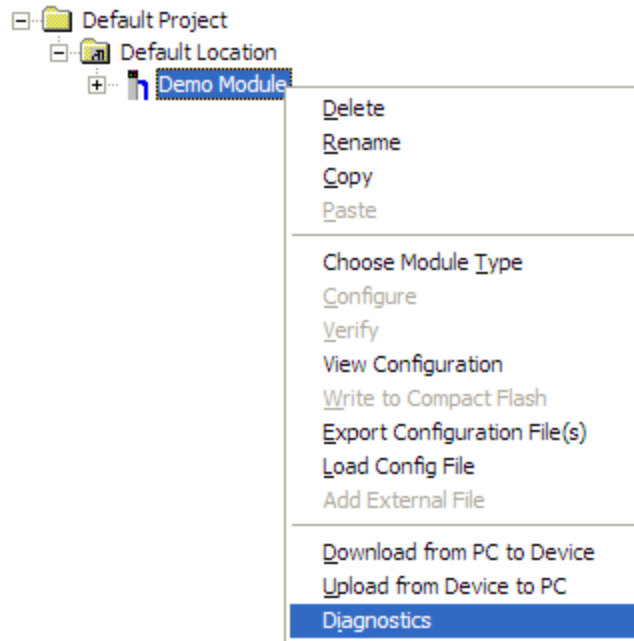 Default Project
Default Location
Demo Module
Delete
Rename
Copy
Paste
Choose Module Type
Configure
Verify
View Configuration
Write to Compact Flash
Export Configuration File(s)
Load Config File
Add External File
Download from PC to Device
Upload from Device to PC
Diagnostics